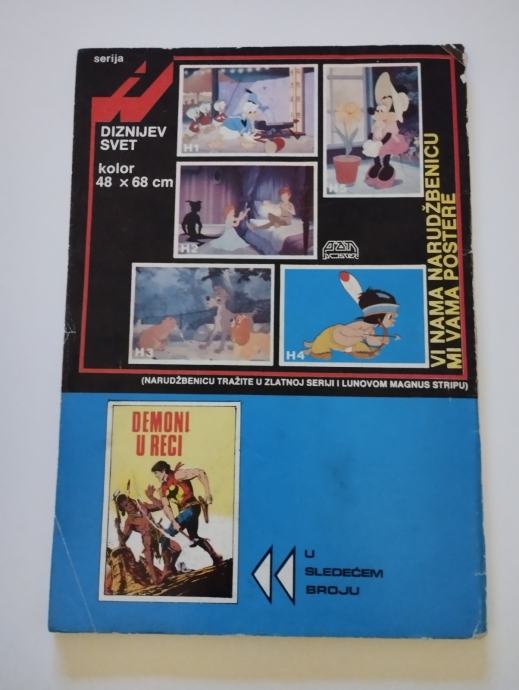 serija
DIZNIJEV
SVET
kolor
48 x 68 cm
H1
H5
H2
H3
H4
VI NAMA NARUDŽBENICU
MI VAMA POSTERE
(NARUDŽBENICU TRAŽITE U ZLATNOJ SERIJI I LUNOVOM MAGNUS STRIPU)
DEMONI
U RECI
U
SLEDEĆEM
BROJU